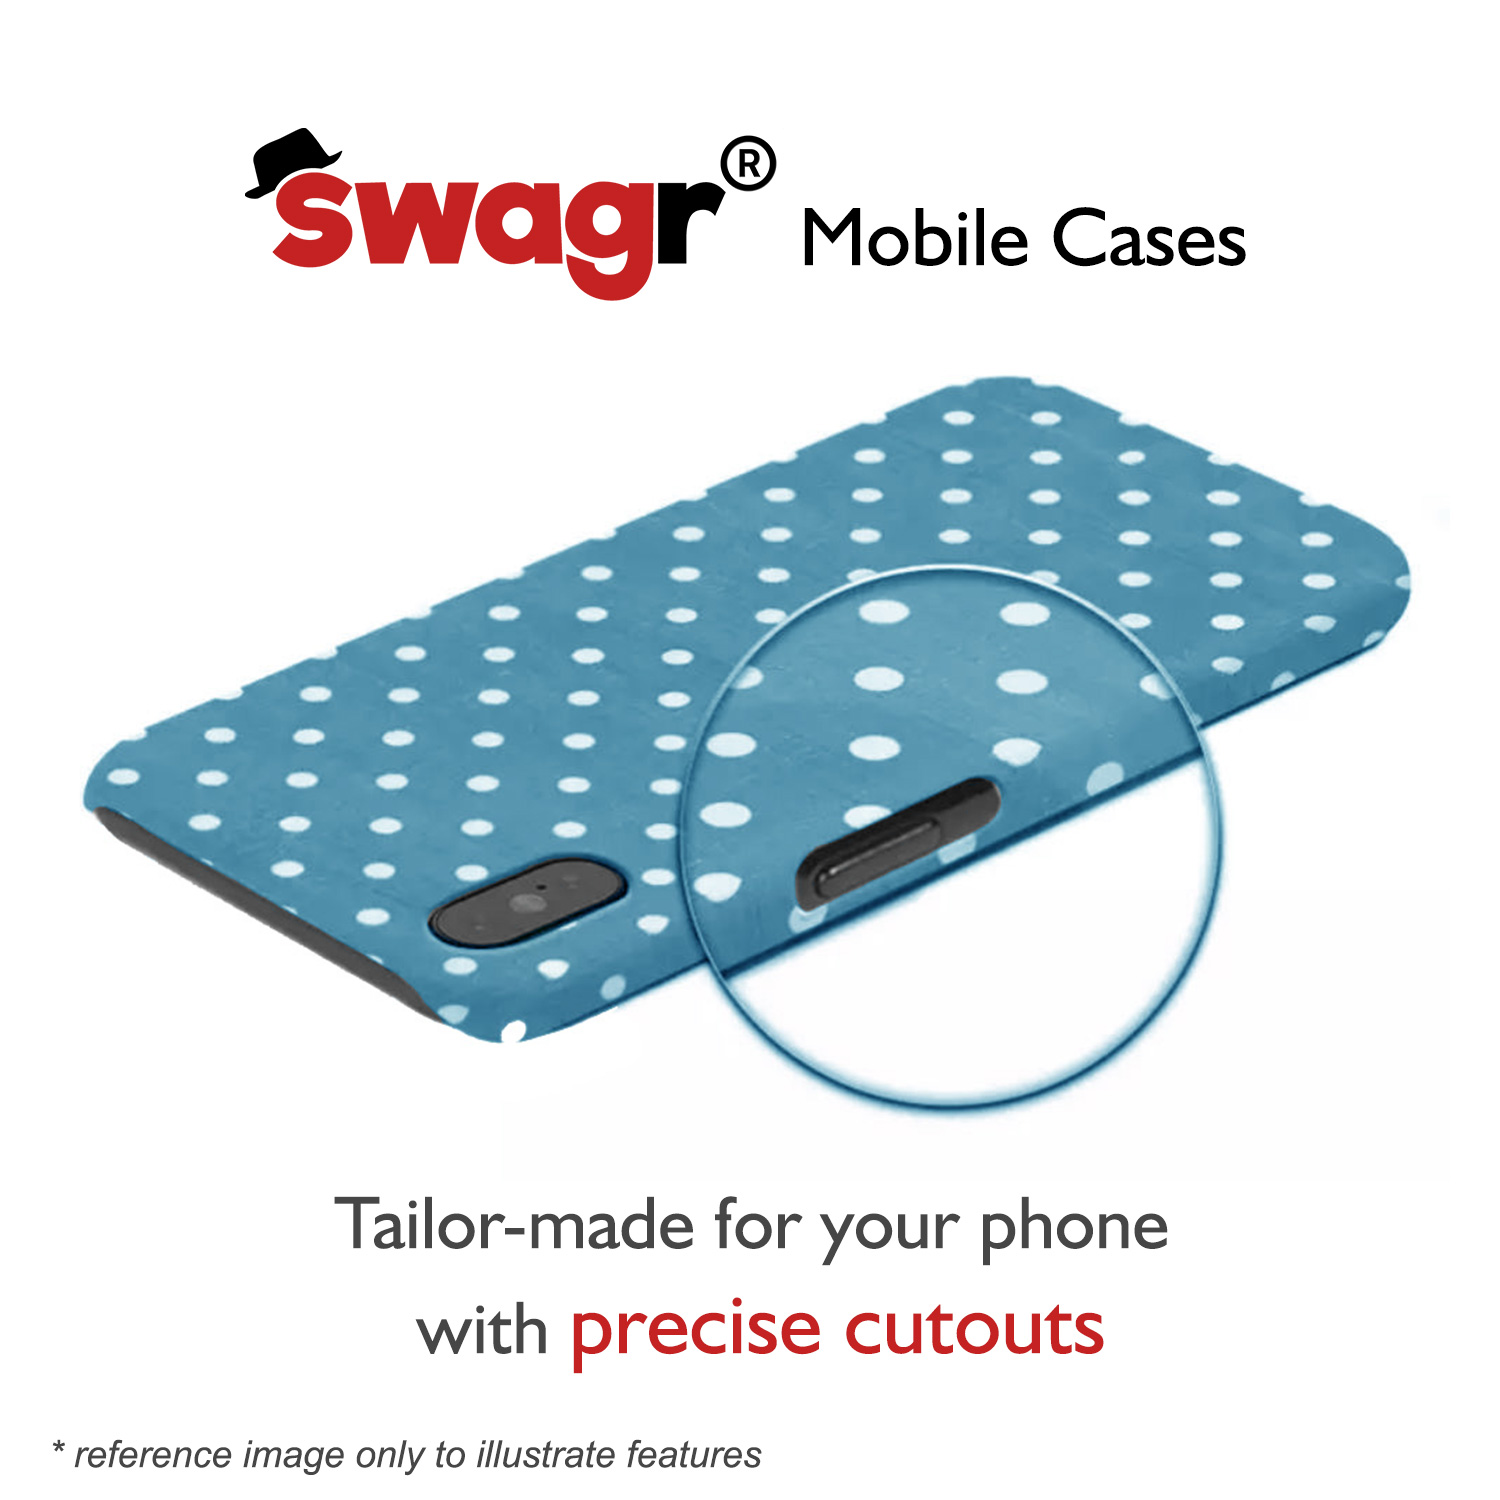 swagr® Mobile Cases
Tailor-made for your phone
with precise cutouts
* reference image only to illustrate features